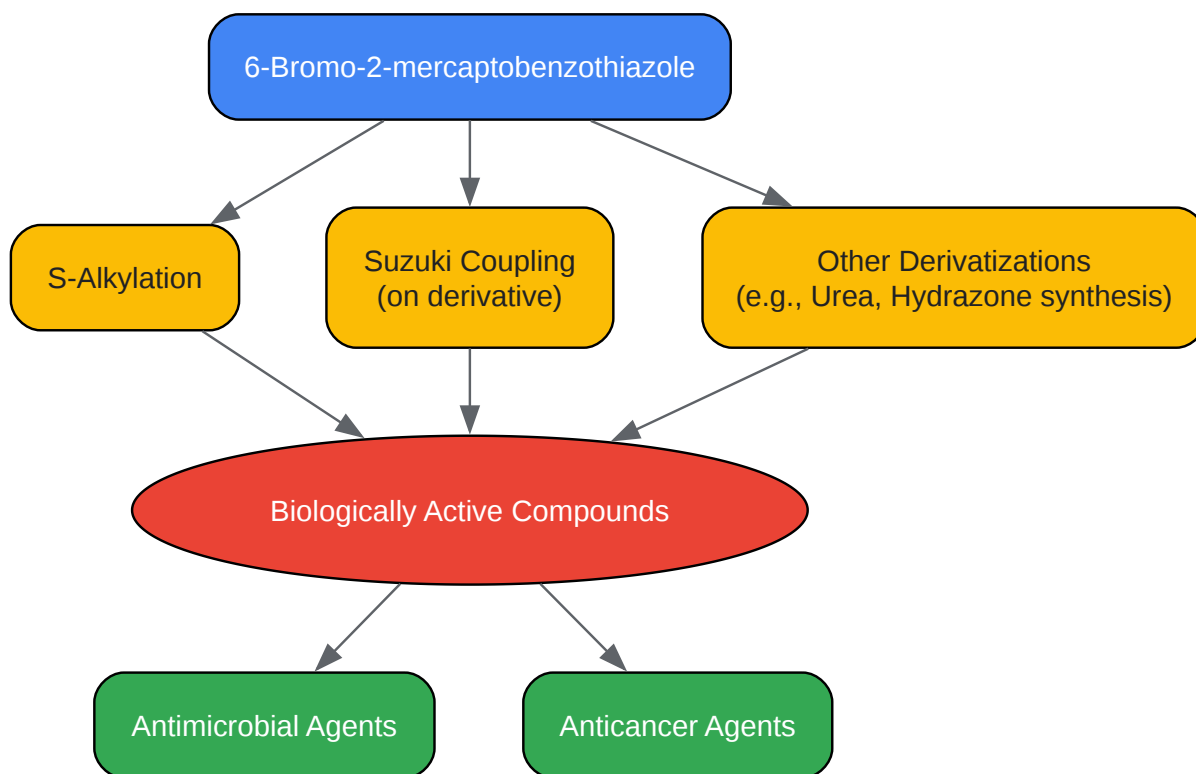 6-Bromo-2-mercaptobenzothiazole
S-Alkylation
Suzuki Coupling
(on derivative)
Other Derivatizations
(e.g., Urea, Hydrazone synthesis)
Biologically Active Compounds
Antimicrobial Agents
Anticancer Agents